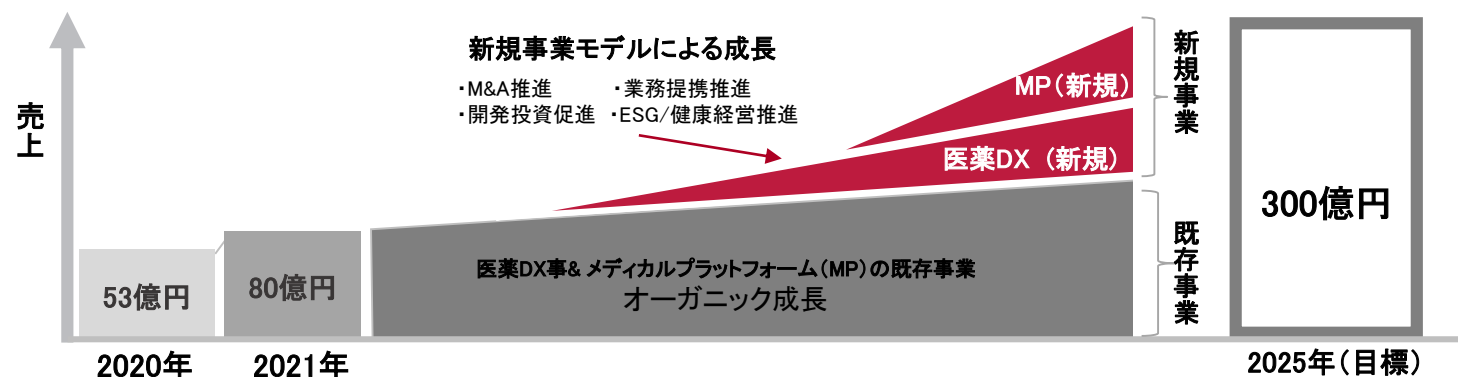 売上
新規事業モデルによる成長
・M&A推進 ・業務提携推進
・開発投資促進 ・ESG/健康経営推進
MP(新規)
医薬DX (新規)
新規事業
既存事業
医薬DX事& メディカルプラットフォーム(MP)の既存事業
オーガニック成長
53億円
80億円
300億円
2020年
2021年
2025年(目標)